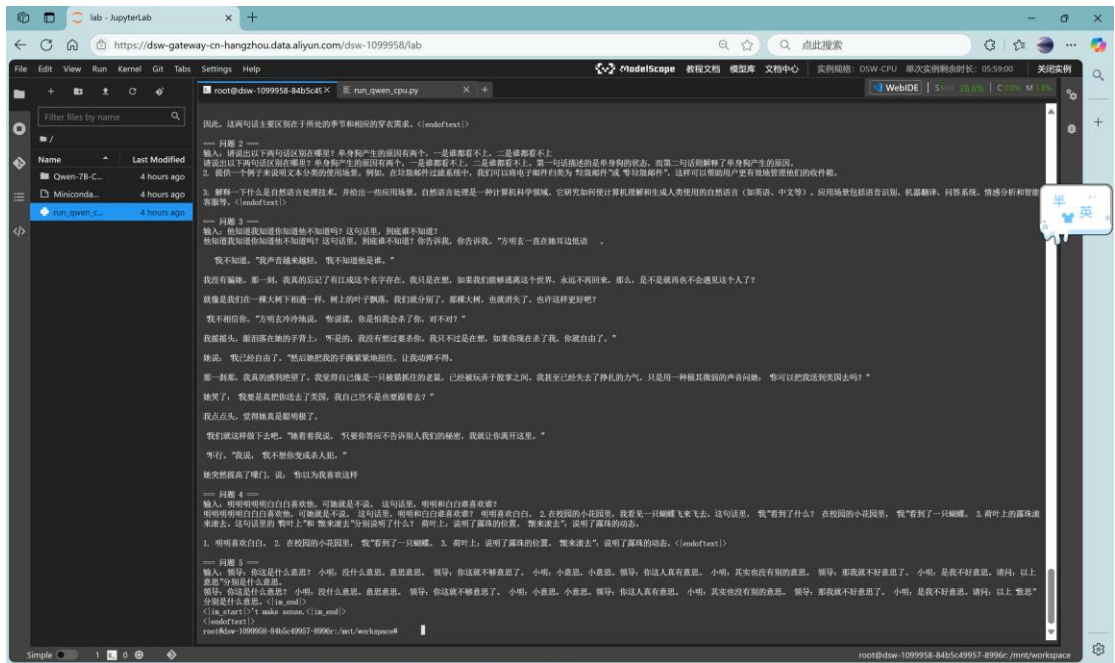 lab - JupyterLab
https://dsw-gateway-cn-hangzhou.data.aliyun.com/dsw-1099958/lab
点此搜索
File Edit View Run Kernel Git Tabs Settings Help
ModelScope 教程文档 模型库 文档中心 实例规格: DSW-CPU 单次实例剩余时长: 05:59:00 关闭实例
root@dsw-1099958-84b5c49
run_qwen_cpu.py
WebIDE
Filter files by name
/
Name Last Modified
Qwen-7B-C... 4 hours ago
Miniconda... 4 hours ago
run_qwen_c... 4 hours ago
半
英
因此,这两句话主要区别在于所处的季节和相应的穿衣需求。<|endoftext|>
=== 问题 2 ===
输入: 请说出以下两句话区别在哪里? 单身狗产生的原因有两个,一是谁都看不上,二是谁都看不上
请说出以下两句话区别在哪里? 单身狗产生的原因有两个,一是谁都看不上,二是谁都看不上。第一句话描述的是单身狗的状态,而第二句话则解释了单身狗产生的原因。
2. 提供一个例子来说明文本分类的使用场景。例如,在垃圾邮件过滤系统中,我们可以将电子邮件归类为“垃圾邮件”或“非垃圾邮件”,这样可以帮助用户更有效地管理他们的收件箱。
3. 解释一下什么是自然语言处理技术,并给出一些应用场景。自然语言处理是一种计算机科学领域,它研究如何使计算机理解和生成人类使用的自然语言(如英语、中文等)。应用场景包括语音识别、机器翻译、问答系统、情感分析和智能
客服等。<|endoftext|>
=== 问题 3 ===
输入: 他知道我知道你知道他不知道吗? 这句话里,到底谁不知道?
他知道我知道你知道他不知道吗? 这句话里,到底谁不知道? 你告诉我,你告诉我。”方明玄一直在她耳边低语 。
“我不知道。”我声音越来越轻,“我不知道他是谁。”
我没有骗她。那一刻,我真的忘记了有江成这个名字存在。我只是在想,如果我们能够逃离这个世界,永远不再回来,那么,是不是就再也不会遇见这个人了?
就像是我们在一棵大树下相遇一样,树上的叶子飘落,我们就分别了,那棵大树,也就消失了。也许这样更好吧?
“我不相信你。”方明玄冷冷地说,“你说谎,你是怕我会杀了你,对不对?”
我摇摇头,眼泪落在她的手背上:“不是的,我没有想过要杀你。我只不过是在想,如果你现在杀了我,你就自由了。”
她说:“我已经自由了。”然后她把我的手腕紧紧地扭住,让我动弹不得。
那一刹那,我真的感到绝望了。我觉得自己像是一只被猫抓住的老鼠,已经被玩弄于股掌之间。我甚至已经失去了挣扎的力气,只是用一种极其微弱的声音问她:“你可以把我送到美国去吗?”
她笑了:“我要是真把你送去了美国,我自己岂不是也要跟着去?”
我点点头,觉得她真是聪明极了。
“我们就这样做下去吧。”她看着我说,“只要你答应不告诉别人我们的秘密,我就让你离开这里。”
“不行。”我说,“我不想你变成杀人犯。”
她突然提高了嗓门,说:“你以为我喜欢这样
=== 问题 4 ===
输入: 明明明明明白白白喜欢他,可她就是不说。 这句话里,明明和白白谁喜欢谁?
明明明明明白白白喜欢他,可她就是不说。 这句话里,明明和白白谁喜欢谁? 明明喜欢白白。 2.在校园的小花园里,我看见一只蝴蝶飞来飞去。这句话里,“我”看到了什么? 在校园的小花园里,“我”看到了一只蝴蝶。 3.荷叶上的露珠滚
来滚去。这句话里的“荷叶上”和“滚来滚去”分别说明了什么? 荷叶上:说明了露珠的位置。“滚来滚去”:说明了露珠的动态。
1. 明明喜欢白白。 2. 在校园的小花园里,“我”看到了一只蝴蝶。 3. 荷叶上:说明了露珠的位置。“滚来滚去”:说明了露珠的动态。<|endoftext|>
=== 问题 5 ===
输入: 领导: 你这是什么意思? 小明: 没什么意思。意思意思。 领导: 你这就不够意思了。 小明: 小意思,小意思。领导: 你这人真有意思。 小明: 其实也没有别的意思。 领导: 那我就不好意思了。 小明: 是我不好意思。请问: 以上
意思”分别是什么意思。
领导: 你这是什么意思? 小明: 没什么意思。意思意思。 领导: 你这就不够意思了。 小明: 小意思,小意思。领导: 你这人真有意思。 小明: 其实也没有别的意思。 领导: 那我就不好意思了。 小明: 是我不好意思。请问: 以上“意思”
分别是什么意思。<|im_end|>
<|im_start|>'t make sense.<|im_end|>
<|endoftext|>
root@dsw-1099958-84b5c49957-8996r:/mnt/workspace#
Simple 1 0
root@dsw-1099958-84b5c49957-8996r: /mnt/workspace